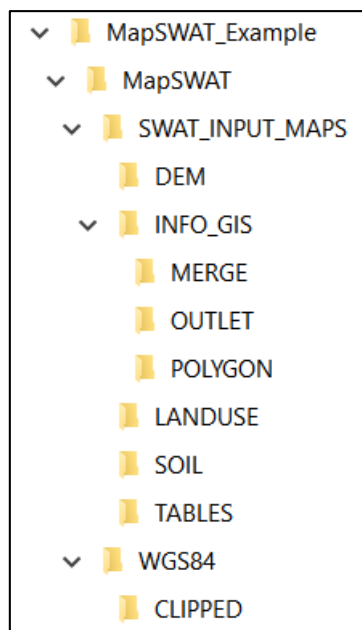 MapSWAT_Example
MapSWAT
SWAT_INPUT_MAPS
DEM
INFO_GIS
MERGE
OUTLET
POLYGON
LANDUSE
SOIL
TABLES
WGS84
CLIPPED